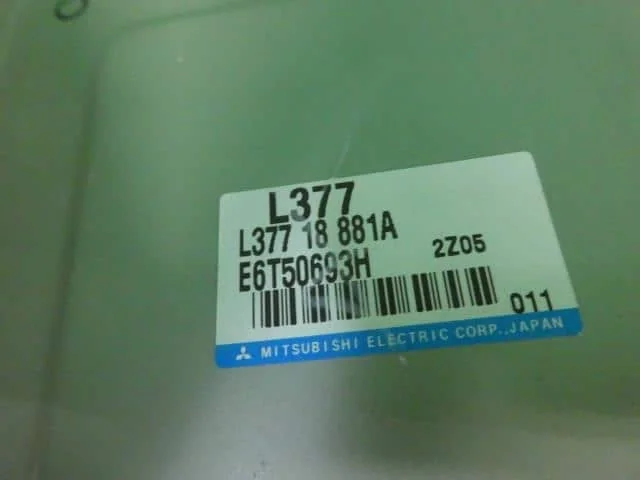 L377
L377 18 881A
E6T50693H 2Z05
011
MITSUBISHI ELECTRIC CORP., JAPAN